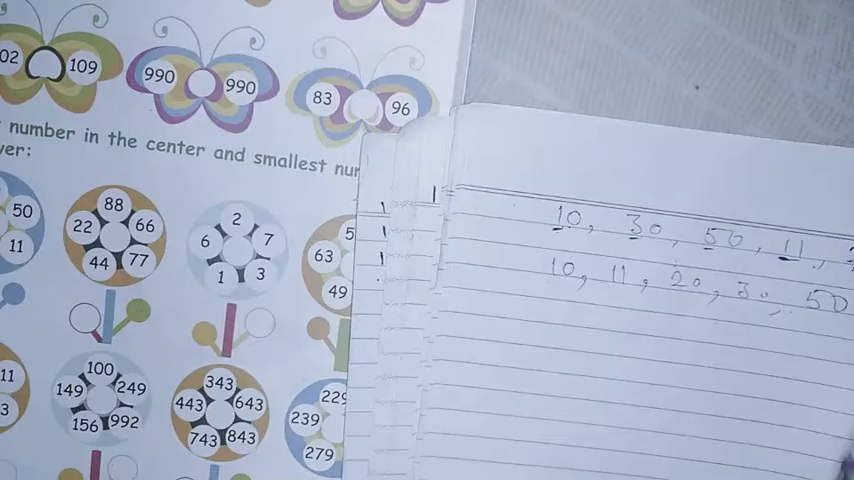 02 109 990 990 83 96
number in the center and smallest
wer:
50 11
88 66 77 44 22
2 7 3 1 6
63 49
11 3
100 249 992 156 149
343 643 843 743 443
229 239 279
10, 30, 50, 11,
10, 11, 20, 30, 50